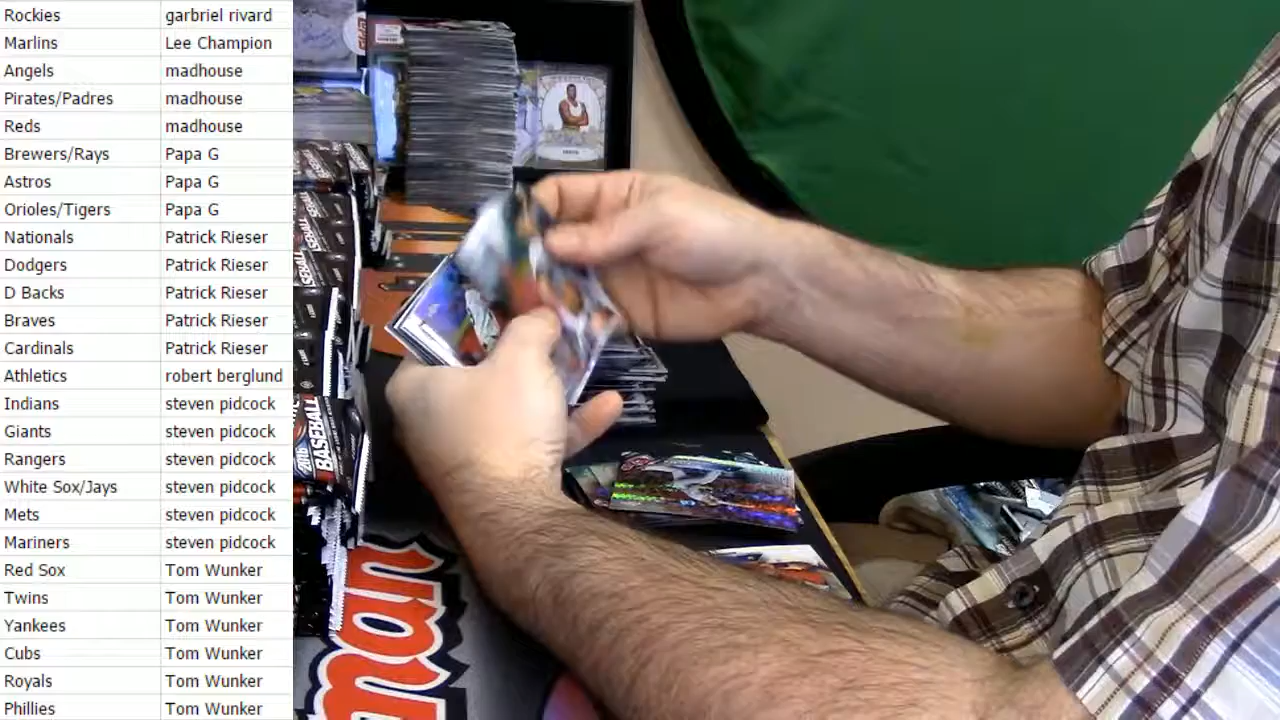 Rockies garbriel rivard
Marlins Lee Champion
Angels madhouse
Pirates/Padres madhouse
Reds madhouse
Brewers/Rays Papa G
Astros Papa G
Orioles/Tigers Papa G
Nationals Patrick Rieser
Dodgers Patrick Rieser
D Backs Patrick Rieser
Braves Patrick Rieser
Cardinals Patrick Rieser
Athletics robert berglund
Indians steven pidcock
Giants steven pidcock
Rangers steven pidcock
White Sox/Jays steven pidcock
Mets steven pidcock
Mariners steven pidcock
Red Sox Tom Wunker
Twins Tom Wunker
Yankees Tom Wunker
Cubs Tom Wunker
Royals Tom Wunker
Phillies Tom Wunker
2016 BASEBALL
man